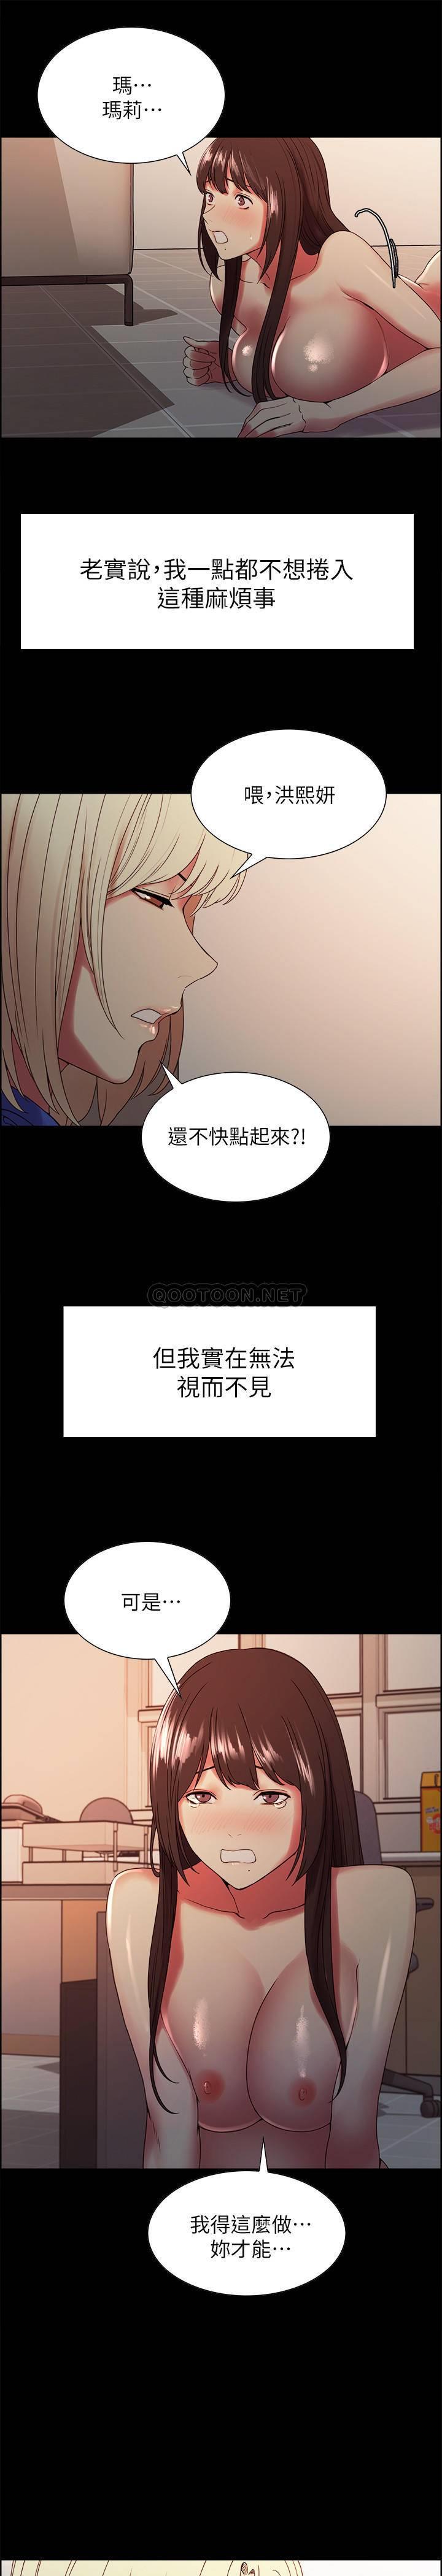 瑪…
瑪莉…
老實說，我一點都不想捲入
這種麻煩事
喂，洪熙妍
還不快點起來?!
QOOTOON.NET
但我實在無法
視而不見
可是…
我得這麼做…
妳才能…